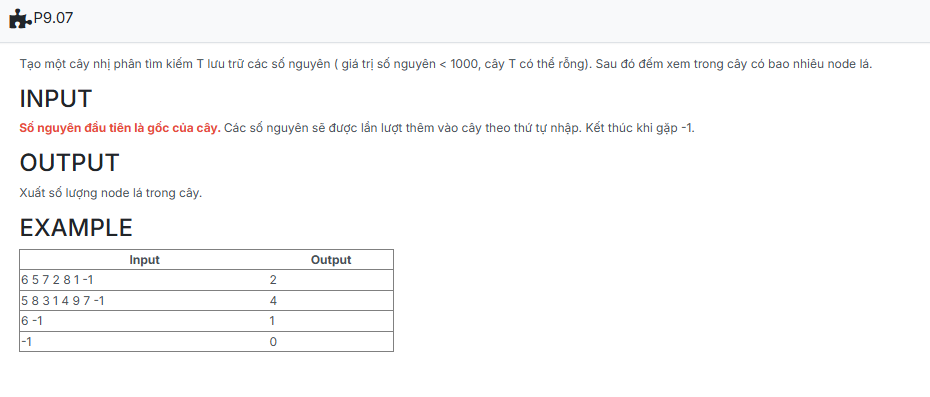 P9.07
Tạo một cây nhị phân tìm kiếm T lưu trữ các số nguyên ( giá trị số nguyên < 1000, cây T có thể rỗng). Sau đó đếm xem trong cây có bao nhiêu node lá.
INPUT
Số nguyên đầu tiên là gốc của cây. Các số nguyên sẽ được lần lượt thêm vào cây theo thứ tự nhập. Kết thúc khi gặp -1.
OUTPUT
Xuất số lượng node lá trong cây.
EXAMPLE
Input Output
6 5 7 2 8 1 -1 2
5 8 3 1 4 9 7 -1 4
6 -1 1
-1 0